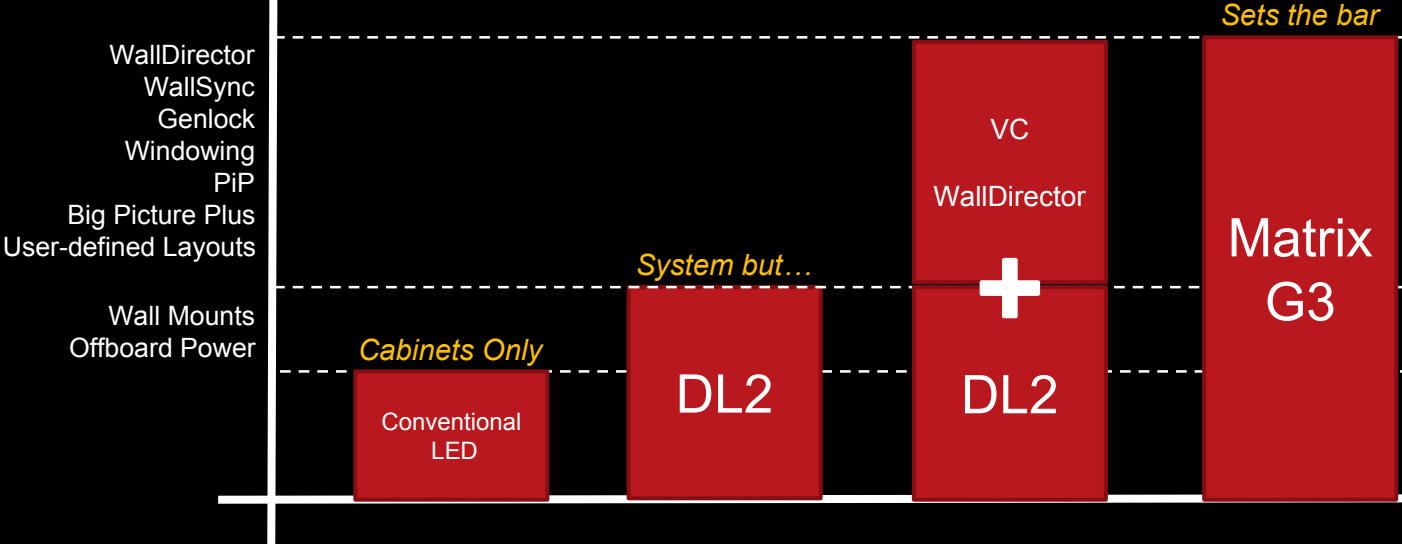 Sets the bar
WallDirector
WallSync
Genlock
Windowing
PiP
Big Picture Plus
User-defined Layouts
Wall Mounts
Offboard Power
Cabinets Only
Conventional
LED
System but…
DL2
VC
WallDirector
DL2
Matrix
G3